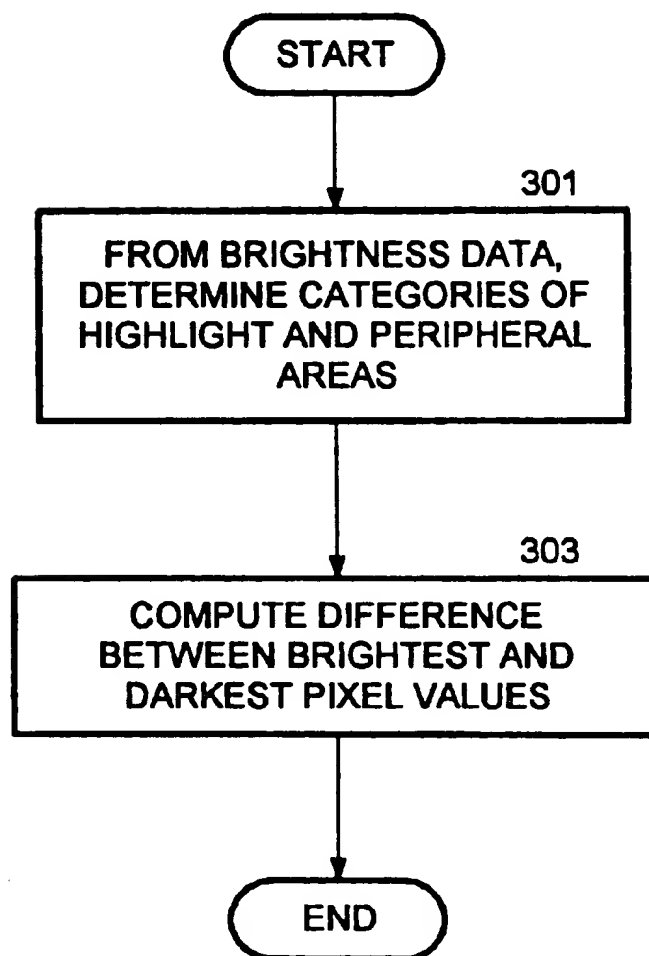 START
301
FROM BRIGHTNESS DATA,
DETERMINE CATEGORIES OF
HIGHLIGHT AND PERIPHERAL
AREAS
303
COMPUTE DIFFERENCE
BETWEEN BRIGHTEST AND
DARKEST PIXEL VALUES
END